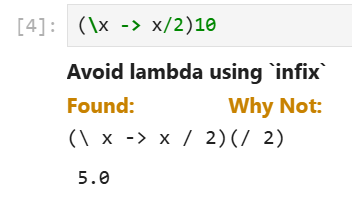 [4]: (\x -> x/2)10
Avoid lambda using `infix`
Found: Why Not:
(\ x -> x / 2)(/ 2)
5.0